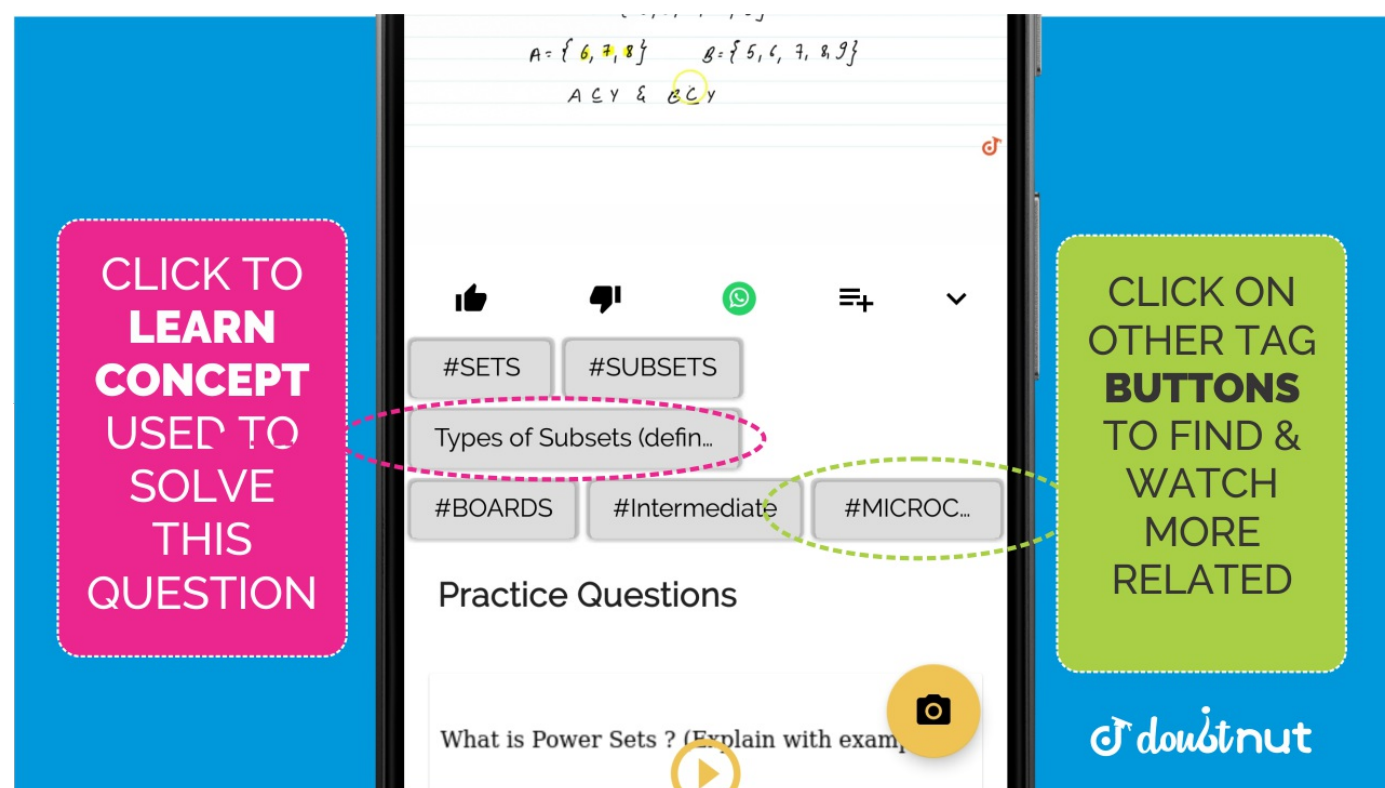 A = { 6, 7, 8} B = { 5, 6, 7, 8, 9}
A ⊆ Y & B ⊆ Y
CLICK TO
LEARN
CONCEPT
USED TO
SOLVE
THIS
QUESTION
#SETS #SUBSETS
Types of Subsets (defin...
#BOARDS #Intermediate #MICROC...
Practice Questions
What is Power Sets ? (Explain with
CLICK ON
OTHER TAG
BUTTONS
TO FIND &
WATCH
MORE
RELATED
doubtnut